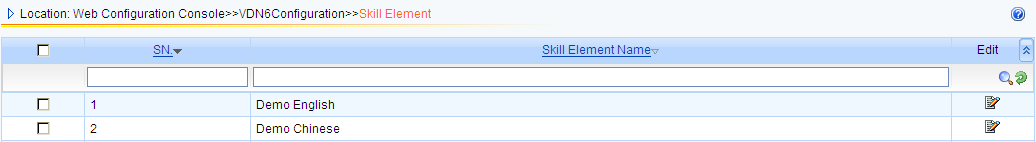 Location: Web Configuration Console>>VDN6Configuration>>Skill Element
SN. Skill Element Name Edit
1 Demo English
2 Demo Chinese